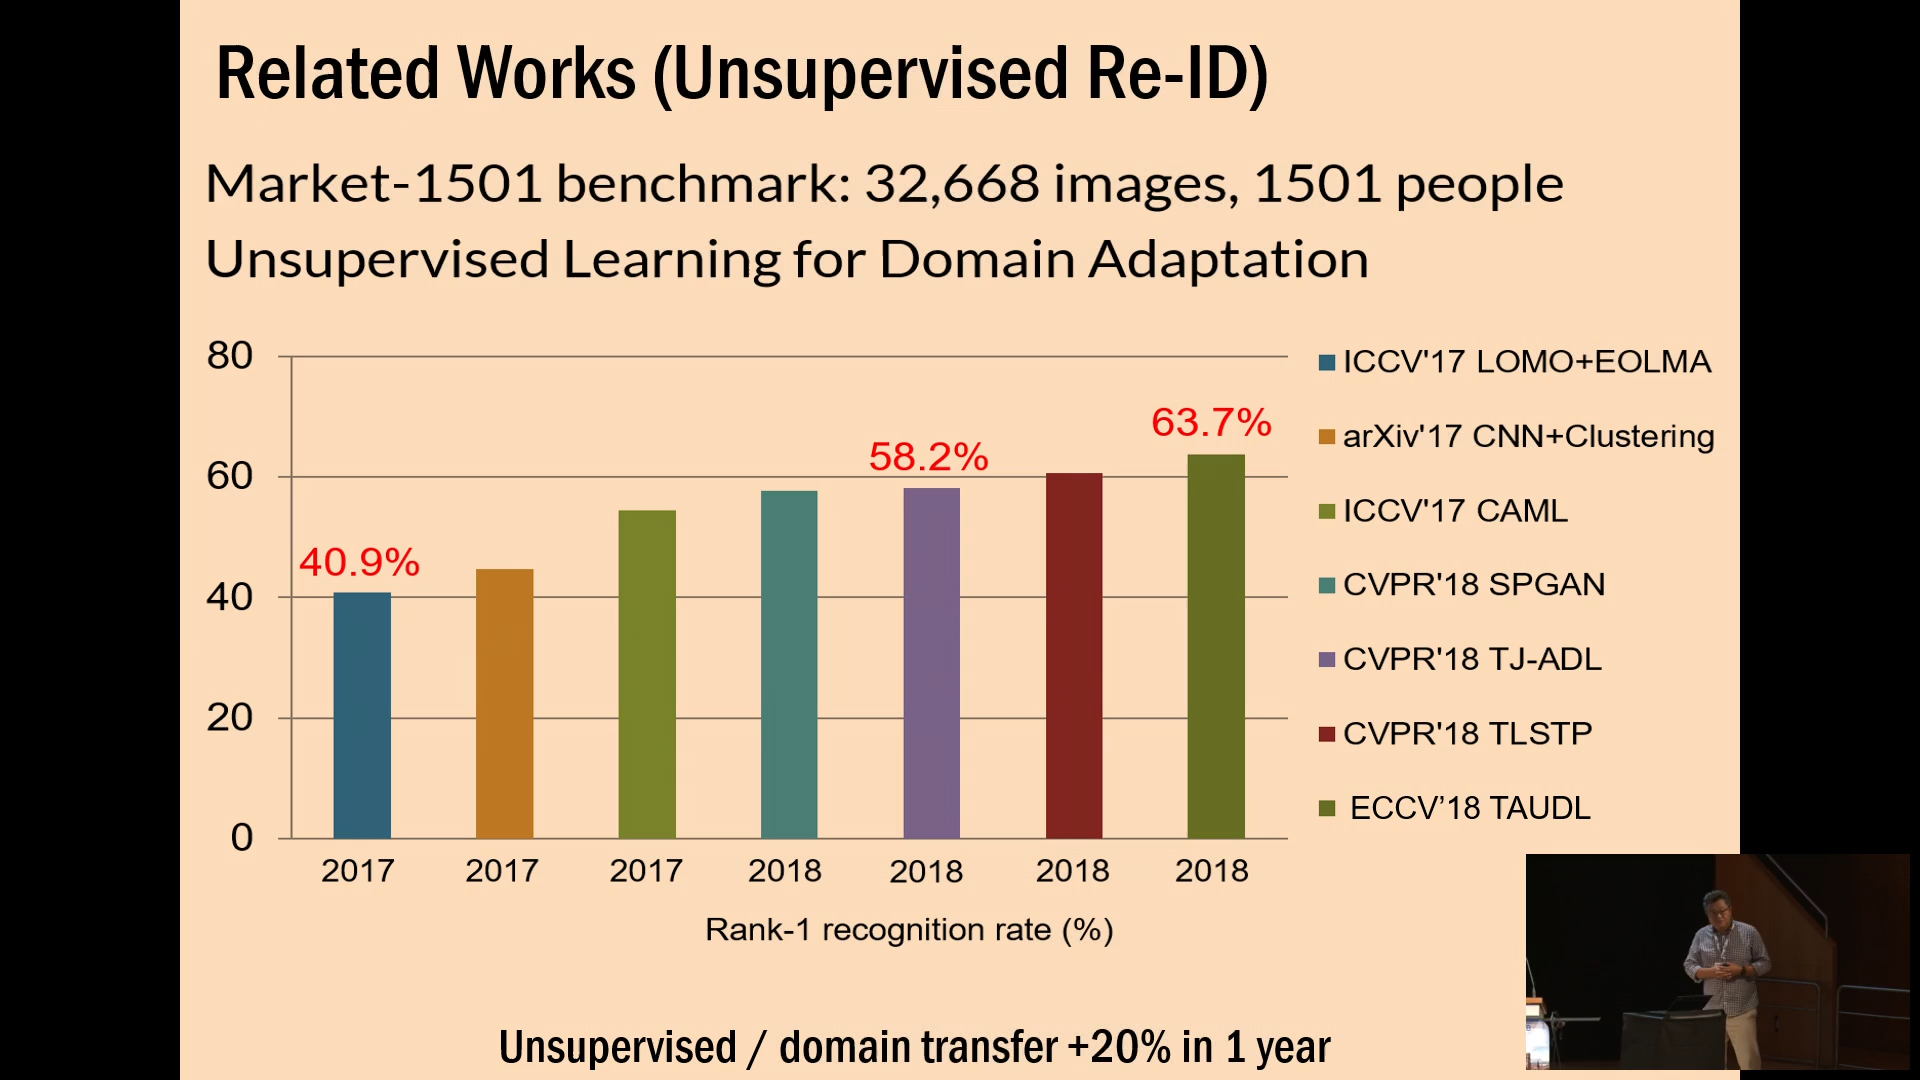 Related Works (Unsupervised Re-ID)
Market-1501 benchmark: 32,668 images, 1501 people
Unsupervised Learning for Domain Adaptation
80
60
40
20
0
40.9%
58.2%
63.7%
2017
2017
2017
2018
2018
2018
2018
Rank-1 recognition rate (%)
ICCV'17 LOMO+EOLMA
arXiv'17 CNN+Clustering
ICCV'17 CAML
CVPR'18 SPGAN
CVPR'18 TJ-ADL
CVPR'18 TLSTP
ECCV’18 TAUDL
Unsupervised / domain transfer +20% in 1 year